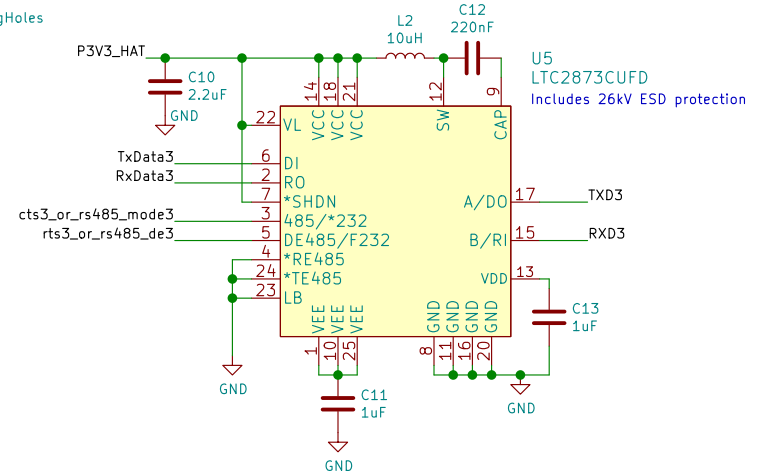 gHoles
C12
220nF
L2
10uH
P3V3_HAT
U5
LTC2873CUFD
Includes 26kV ESD protection
C10
2.2uF
GND
14 18 21 12 9
VCC VCC VCC SW CAP
22 VL
TxData3 6 DI
RxData3 2 RO
7 *SHDN A/DO 17 TXD3
cts3_or_rs485_mode3 3 485/*232
rts3_or_rs485_de3 5 DE485/F232 B/RI 15 RXD3
4 *RE485
24 *TE485 VDD 13
23 LB
C13
1uF
VEE VEE VEE GND GND GND GND
1 10 25 8 11 16 20
GND
C11
1uF
GND
GND